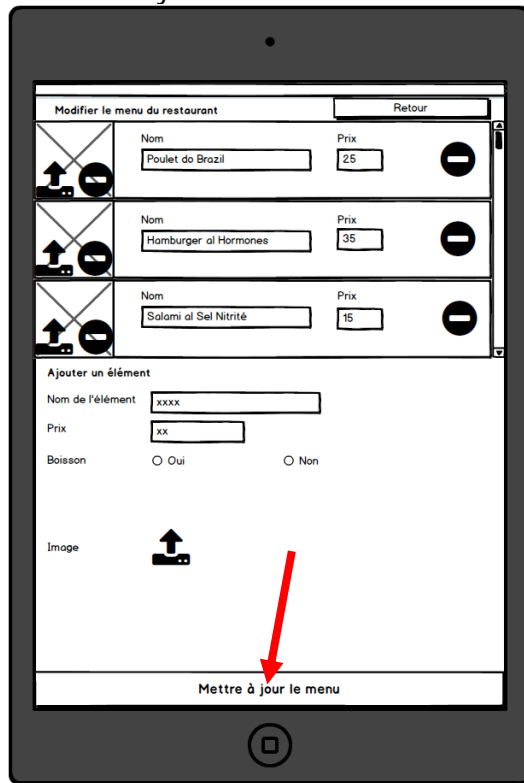 Modifier le menu du restaurant Retour
Nom Prix
Poulet do Brazil 25
Nom Prix
Hamburger al Hormones 35
Nom Prix
Salami al Sel Nitrité 15
Ajouter un élément
Nom de l'élément xxxx
Prix xx
Boisson Oui Non
Image
Mettre à jour le menu